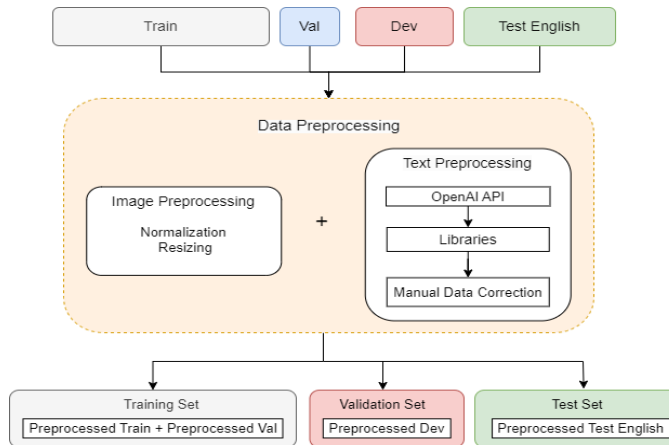 Train
Val
Dev
Test English
Data Preprocessing
Image Preprocessing
Normalization
Resizing
+
Text Preprocessing
OpenAI API
Libraries
Manual Data Correction
Training Set
Preprocessed Train + Preprocessed Val
Validation Set
Preprocessed Dev
Test Set
Preprocessed Test English